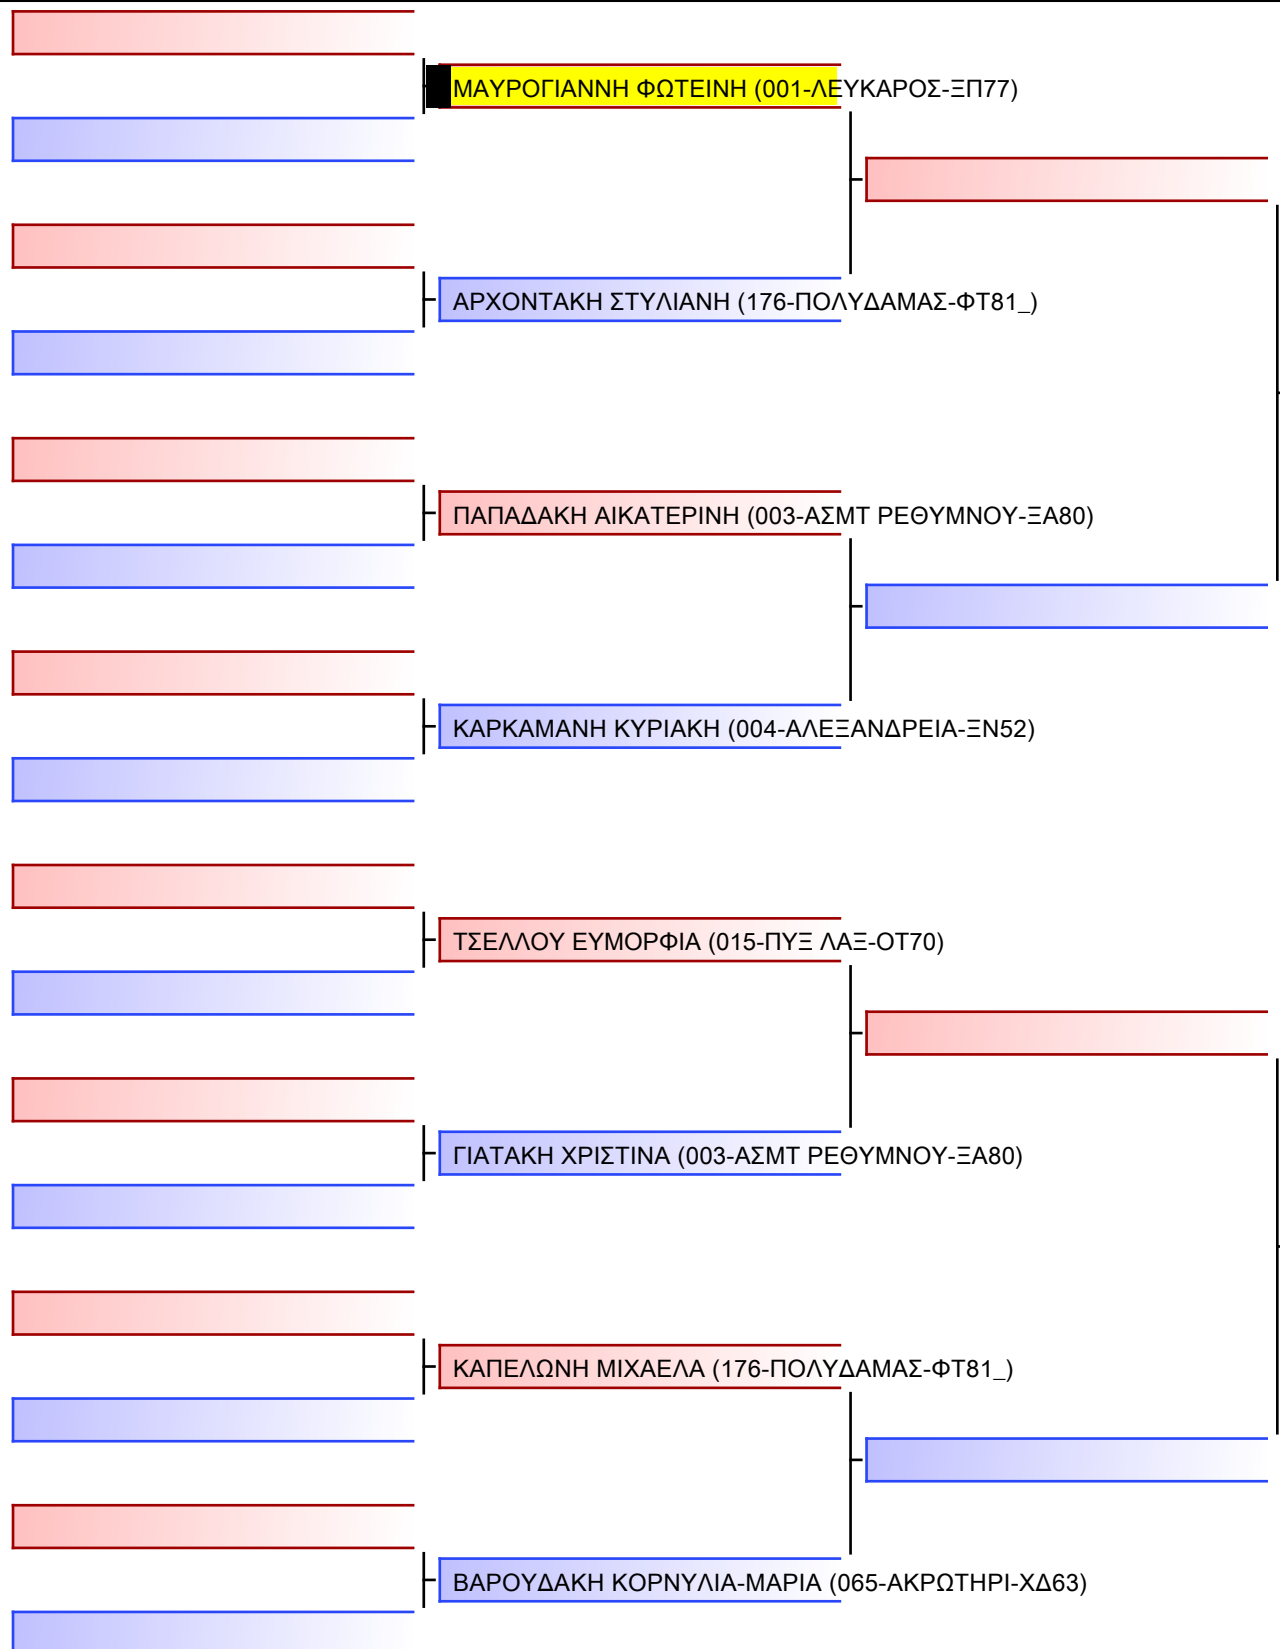 ΜΑΥΡΟΓΙΑΝΝΗ ΦΩΤΕΙΝΗ (001-ΛΕΥΚΑΡΟΣ-ΞΠ77)
ΑΡΧΟΝΤΑΚΗ ΣΤΥΛΙΑΝΗ (176-ΠΟΛΥΔΑΜΑΣ-ΦΤ81_)
ΠΑΠΑΔΑΚΗ ΑΙΚΑΤΕΡΙΝΗ (003-ΑΣΜΤ ΡΕΘΥΜΝΟΥ-ΞΑ80)
ΚΑΡΚΑΜΑΝΗ ΚΥΡΙΑΚΗ (004-ΑΛΕΞΑΝΔΡΕΙΑ-ΞΝ52)
ΤΣΕΛΛΟΥ ΕΥΜΟΡΦΙΑ (015-ΠΥΞ ΛΑΞ-ΟΤ70)
ΓΙΑΤΑΚΗ ΧΡΙΣΤΙΝΑ (003-ΑΣΜΤ ΡΕΘΥΜΝΟΥ-ΞΑ80)
ΚΑΠΕΛΩΝΗ ΜΙΧΑΕΛΑ (176-ΠΟΛΥΔΑΜΑΣ-ΦΤ81_)
ΒΑΡΟΥΔΑΚΗ ΚΟΡΝΥΛΙΑ-ΜΑΡΙΑ (065-ΑΚΡΩΤΗΡΙ-ΧΔ63)